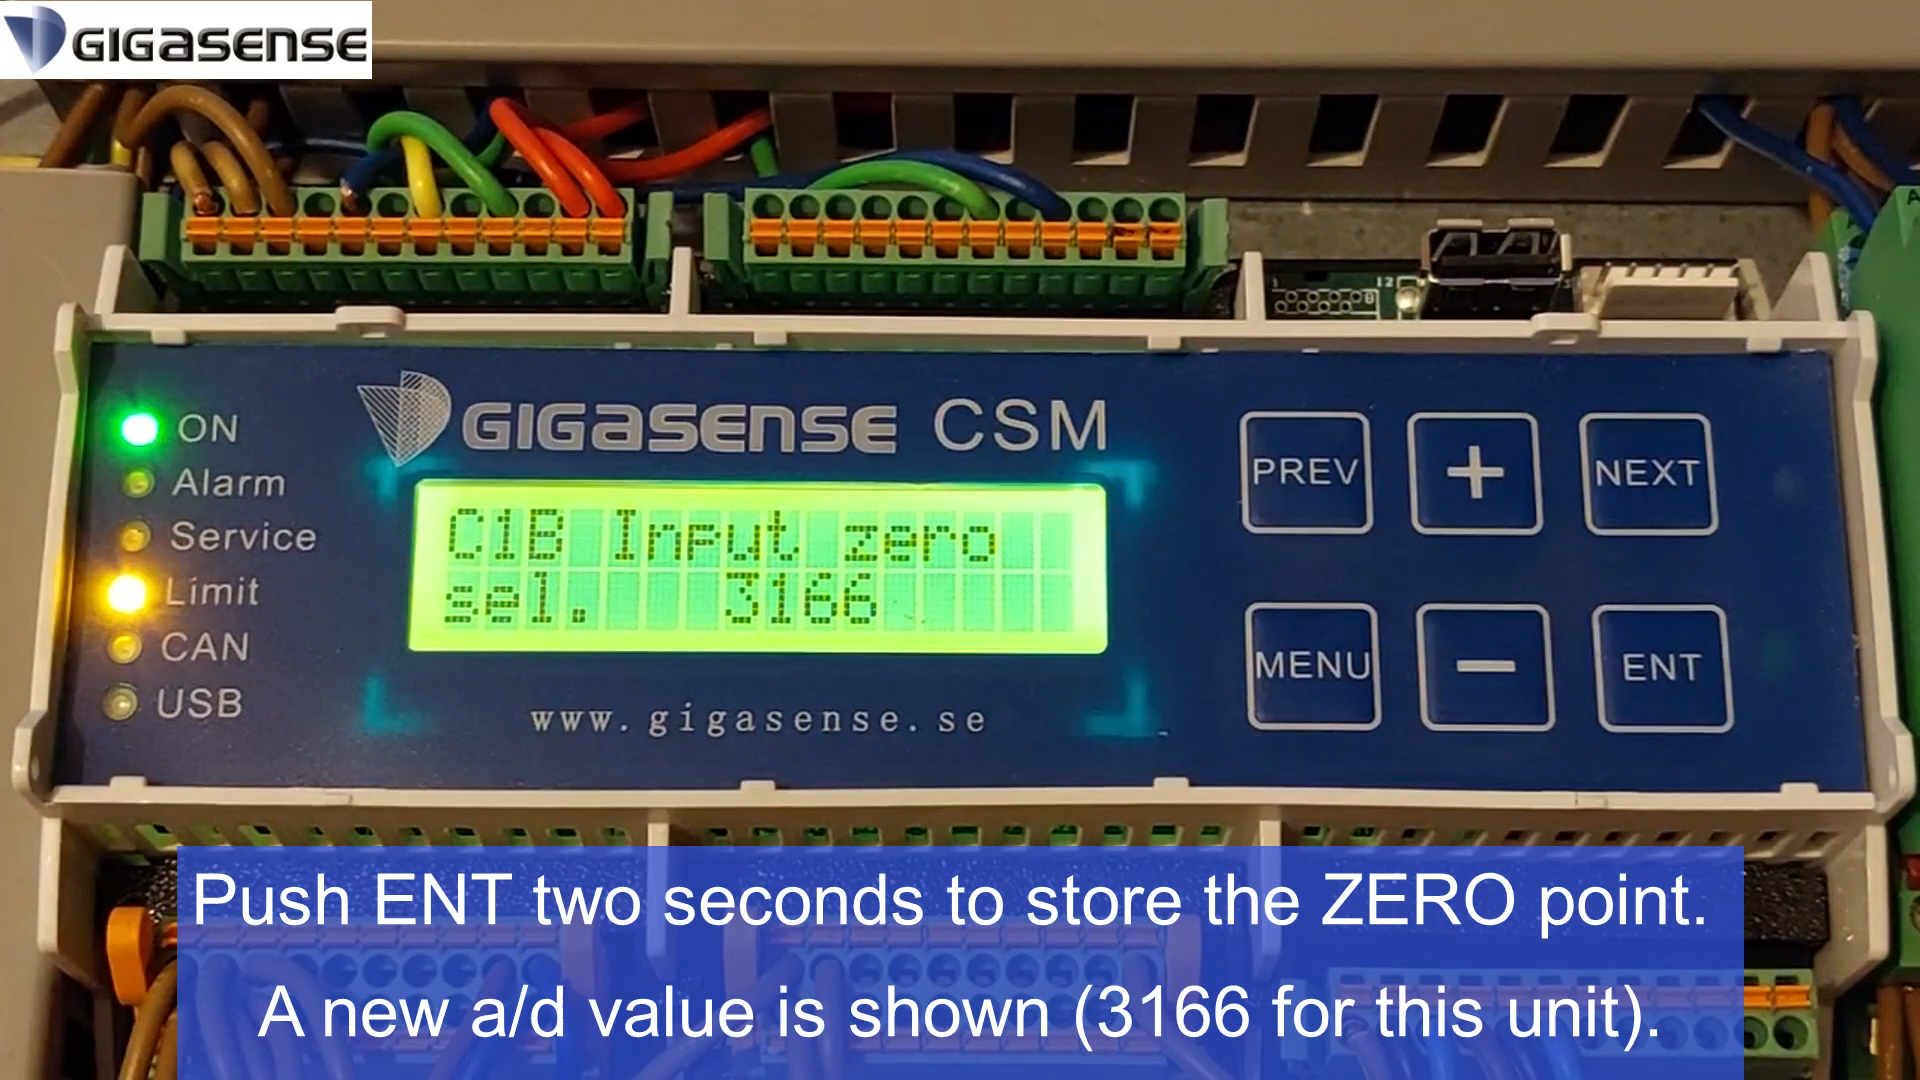 GIGASENSE
ON
Alarm
Service
Limit
CAN
USB
GIGASENSE CSM
C1B Input zero
sel. 3166
www.gigasense.se
PREV
+
NEXT
MENU
−
ENT
12
Push ENT two seconds to store the ZERO point.
A new a/d value is shown (3166 for this unit).